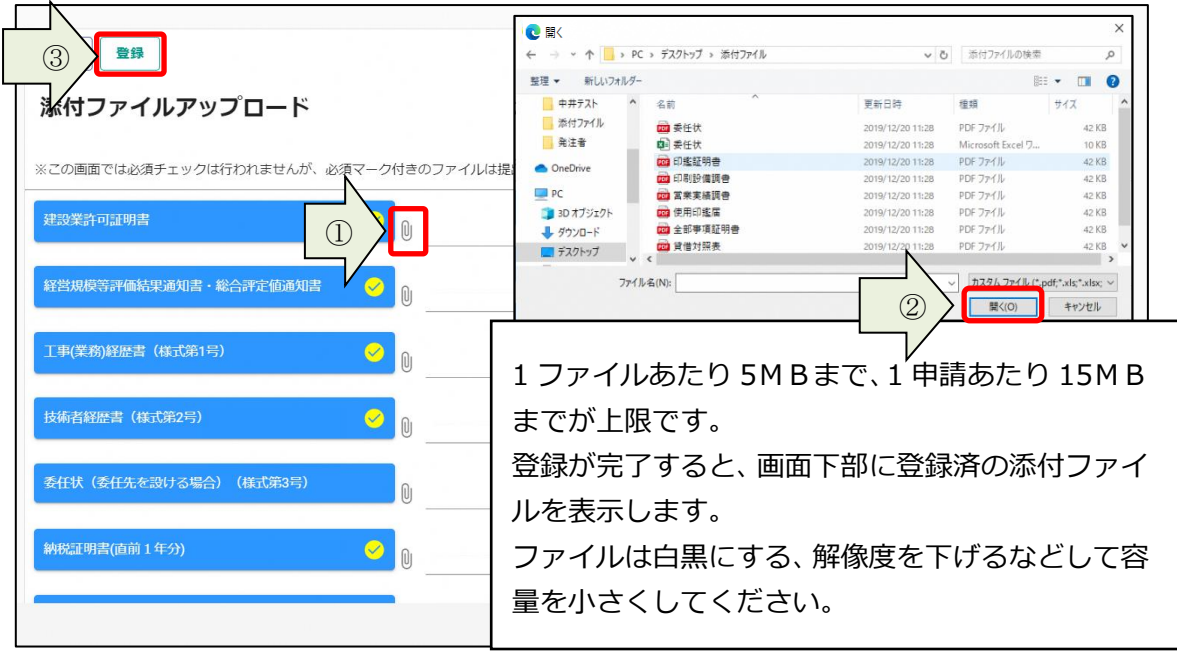 ③
登録
添付ファイルアップロード
※この画面では必須チェックは行われませんが、必須マーク付きのファイルは提
建設業許可証明書
①
経営規模等評価結果通知書・総合評定値通知書
工事(業務)経歴書（様式第1号）
技術者経歴書（様式第2号）
委任状（委任先を設ける場合）（様式第3号）
納税証明書(直前１年分)
開く
PC › デスクトップ › 添付ファイル
添付ファイルの検索
整理 新しいフォルダー
中井テスト
添付ファイル
発注者
OneDrive
PC
3D オブジェクト
ダウンロード
デスクトップ
名前 更新日時 種類 サイズ
委任状 2019/12/20 11:28 PDF ファイル 42 KB
委任状 2019/12/20 11:28 Microsoft Excel ワ... 10 KB
印鑑証明書 2019/12/20 11:28 PDF ファイル 42 KB
印刷設備調書 2019/12/20 11:28 PDF ファイル 42 KB
営業実績調書 2019/12/20 11:28 PDF ファイル 42 KB
使用印鑑届 2019/12/20 11:28 PDF ファイル 42 KB
全部事項証明書 2019/12/20 11:28 PDF ファイル 42 KB
貸借対照表 2019/12/20 11:28 PDF ファイル 42 KB
ファイル名(N):
カスタム ファイル (*.pdf;*.xls;*.xlsx;
②
開く(O) キャンセル
1 ファイルあたり 5ＭＢまで、1 申請あたり 15ＭＢ
までが上限です。
登録が完了すると、画面下部に登録済の添付ファイ
ルを表示します。
ファイルは白黒にする、解像度を下げるなどして容
量を小さくしてください。